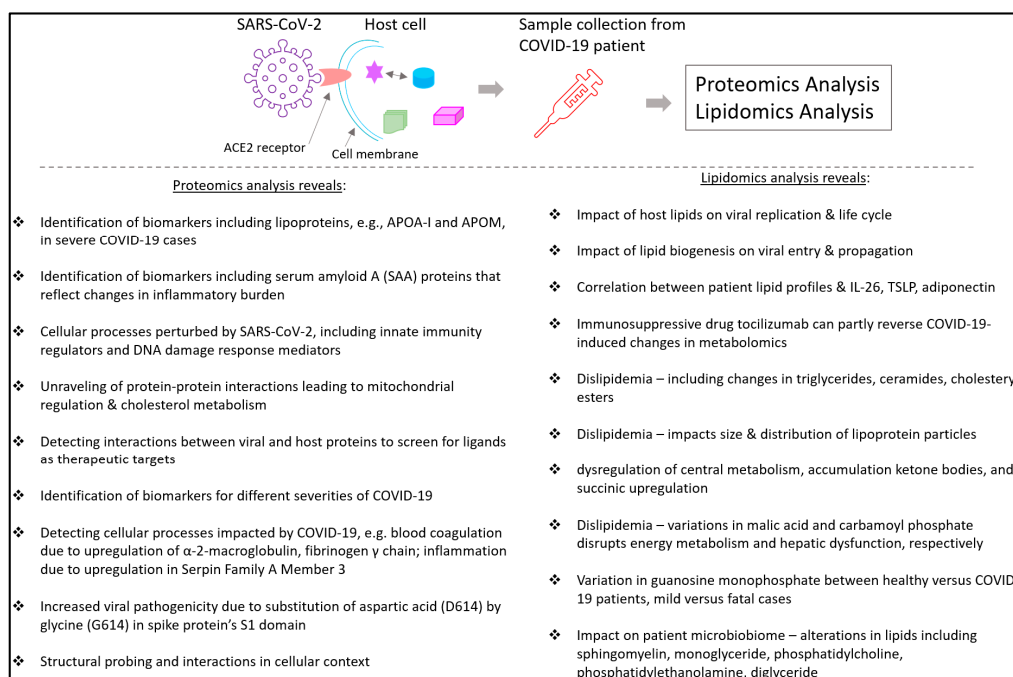 SARS-CoV-2
Host cell
Sample collection from
COVID-19 patient
Proteomics Analysis
Lipidomics Analysis
ACE2 receptor
Cell membrane
Proteomics analysis reveals:
❖ Identification of biomarkers including lipoproteins, e.g., APOA-I and APOM,
in severe COVID-19 cases
❖ Identification of biomarkers including serum amyloid A (SAA) proteins that
reflect changes in inflammatory burden
❖ Cellular processes perturbed by SARS-CoV-2, including innate immunity
regulators and DNA damage response mediators
❖ Unraveling of protein-protein interactions leading to mitochondrial
regulation & cholesterol metabolism
❖ Detecting interactions between viral and host proteins to screen for ligands
as therapeutic targets
❖ Identification of biomarkers for different severities of COVID-19
❖ Detecting cellular processes impacted by COVID-19, e.g. blood coagulation
due to upregulation of α-2-macroglobulin, fibrinogen γ chain; inflammation
due to upregulation in Serpin Family A Member 3
❖ Increased viral pathogenicity due to substitution of aspartic acid (D614) by
glycine (G614) in spike protein's S1 domain
❖ Structural probing and interactions in cellular context
Lipidomics analysis reveals:
❖ Impact of host lipids on viral replication & life cycle
❖ Impact of lipid biogenesis on viral entry & propagation
❖ Correlation between patient lipid profiles & IL-26, TSLP, adiponectin
❖ Immunosuppressive drug tocilizumab can partly reverse COVID-19-
induced changes in metabolomics
❖ Dislipidemia – including changes in triglycerides, ceramides, cholestery
esters
❖ Dislipidemia – impacts size & distribution of lipoprotein particles
❖ dysregulation of central metabolism, accumulation ketone bodies, and
succinic upregulation
❖ Dislipidemia – variations in malic acid and carbamoyl phosphate
disrupts energy metabolism and hepatic dysfunction, respectively
❖ Variation in guanosine monophosphate between healthy versus COVID
19 patients, mild versus fatal cases
❖ Impact on patient microbiobiome – alterations in lipids including
sphingomyelin, monoglyceride, phosphatidylcholine,
phosphatidylethanolamine, diglyceride